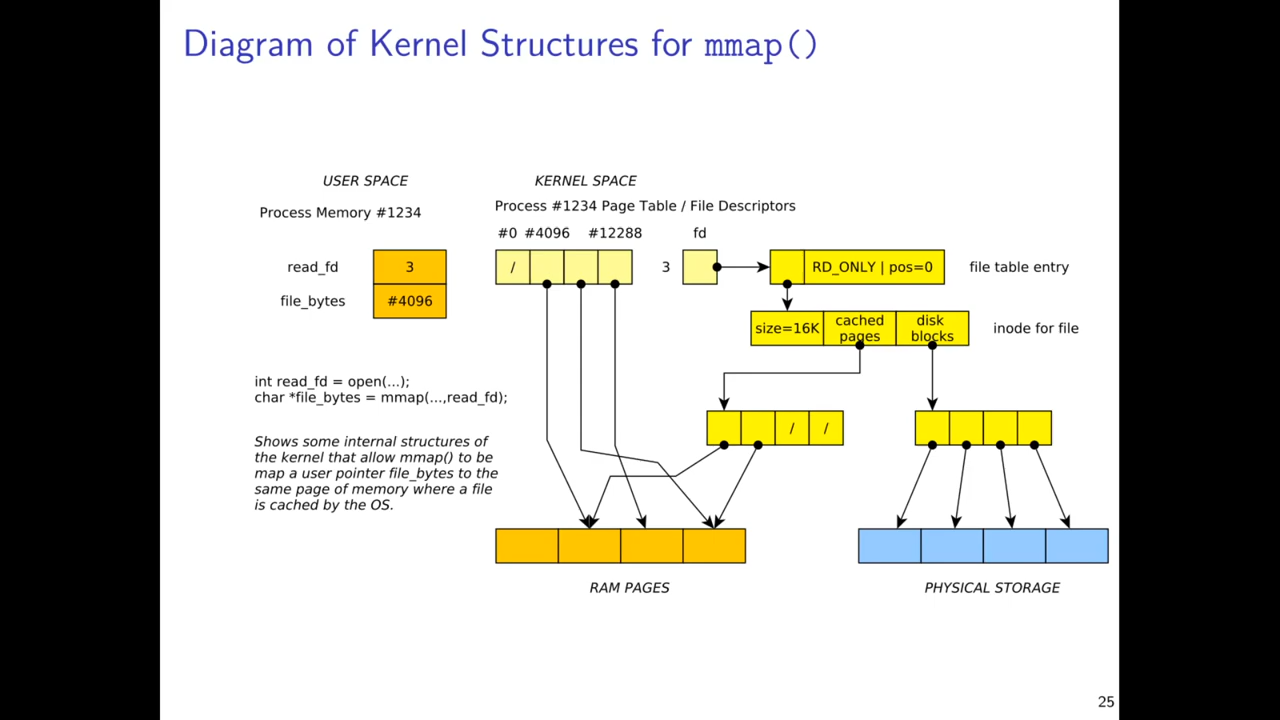 Diagram of Kernel Structures for mmap()
USER SPACE
KERNEL SPACE
Process Memory #1234
Process #1234 Page Table / File Descriptors
#0 #4096 #12288 fd
read_fd 3
/ 3 RD_ONLY | pos=0 file table entry
file_bytes #4096
size=16K
cached
pages
disk
blocks
inode for file
int read_fd = open(...);
char *file_bytes = mmap(...,read_fd);
/ /
Shows some internal structures of
the kernel that allow mmap() to be
map a user pointer file_bytes to the
same page of memory where a file
is cached by the OS.
RAM PAGES
PHYSICAL STORAGE
25